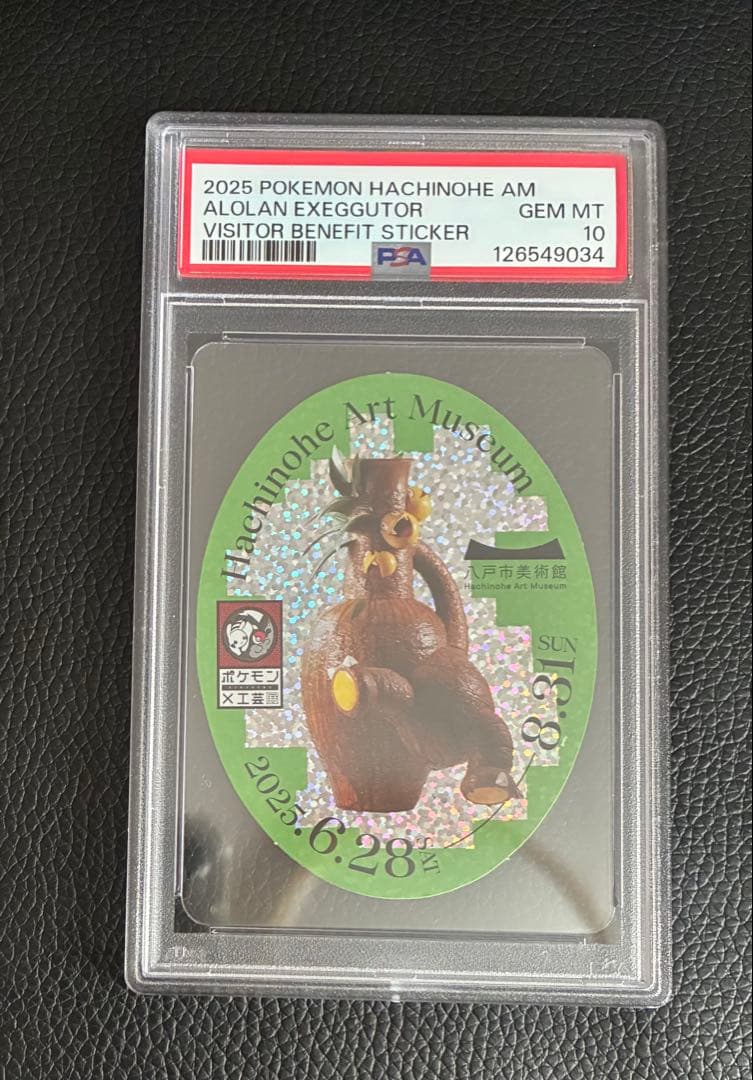 2025 POKEMON HACHINOHE AM
ALOLAN EXEGGUTOR GEM MT
VISITOR BENEFIT STICKER 10
PSA 126549034
Hachinohe Art Museum
八戸市美術館
Hachinohe Art Museum
ポケモン
×工芸展
2025.6.28 SAT
8.31 SUN